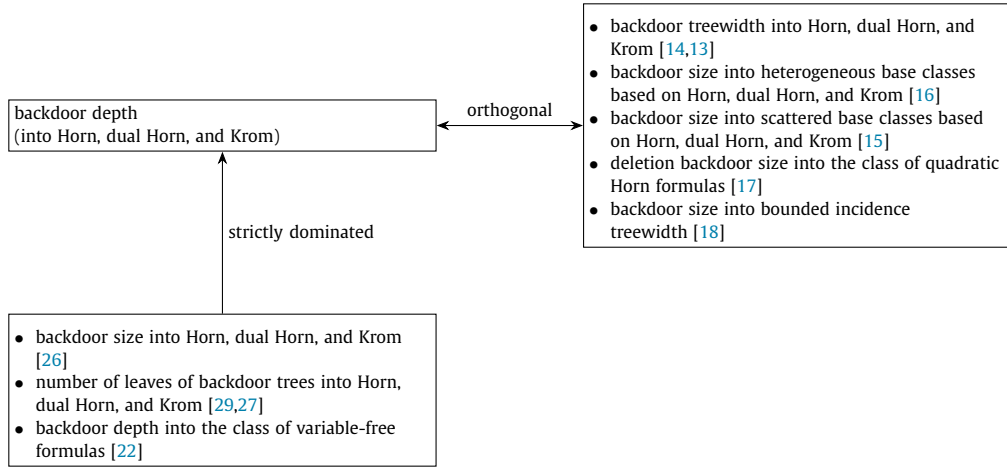 backdoor depth
(into Horn, dual Horn, and Krom)
orthogonal
• backdoor treewidth into Horn, dual Horn, and
Krom [14,13]
• backdoor size into heterogeneous base classes
based on Horn, dual Horn, and Krom [16]
• backdoor size into scattered base classes based
on Horn, dual Horn, and Krom [15]
• deletion backdoor size into the class of quadratic
Horn formulas [17]
• backdoor size into bounded incidence
treewidth [18]
strictly dominated
• backdoor size into Horn, dual Horn, and Krom
[26]
• number of leaves of backdoor trees into Horn,
dual Horn, and Krom [29,27]
• backdoor depth into the class of variable-free
formulas [22]